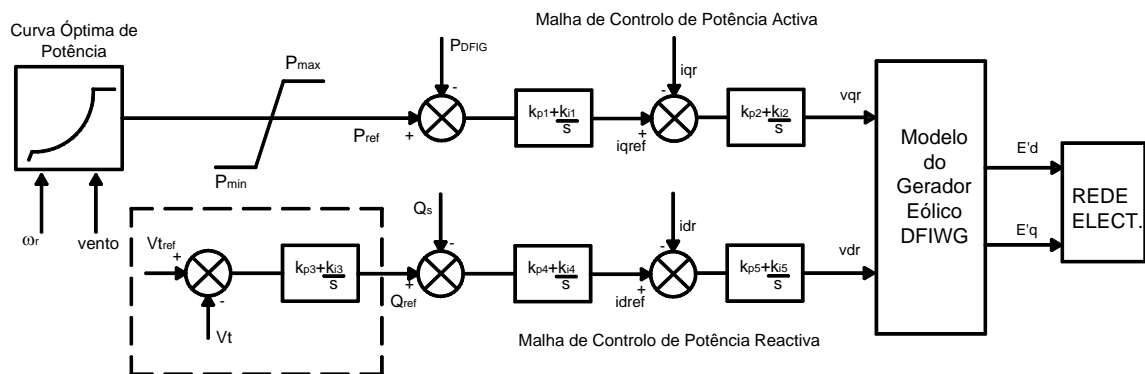 Malha de Controlo de Potência Activa
Curva Óptima de
Potência
PDFIG
Pmax
-
iqr
-
kp1+ki1
s
kp2+ki2
s
vqr
+
Pref
+
iqref
Pmin
Modelo
do
Gerador
Eólico
DFIWG
E'd
E'q
REDE
ELECT.
ωr
vento
Qs
-
idr
-
Vtref
+
kp3+ki3
s
-
Vt
+
Qref
kp4+ki4
s
+
idref
kp5+ki5
s
vdr
Malha de Controlo de Potência Reactiva